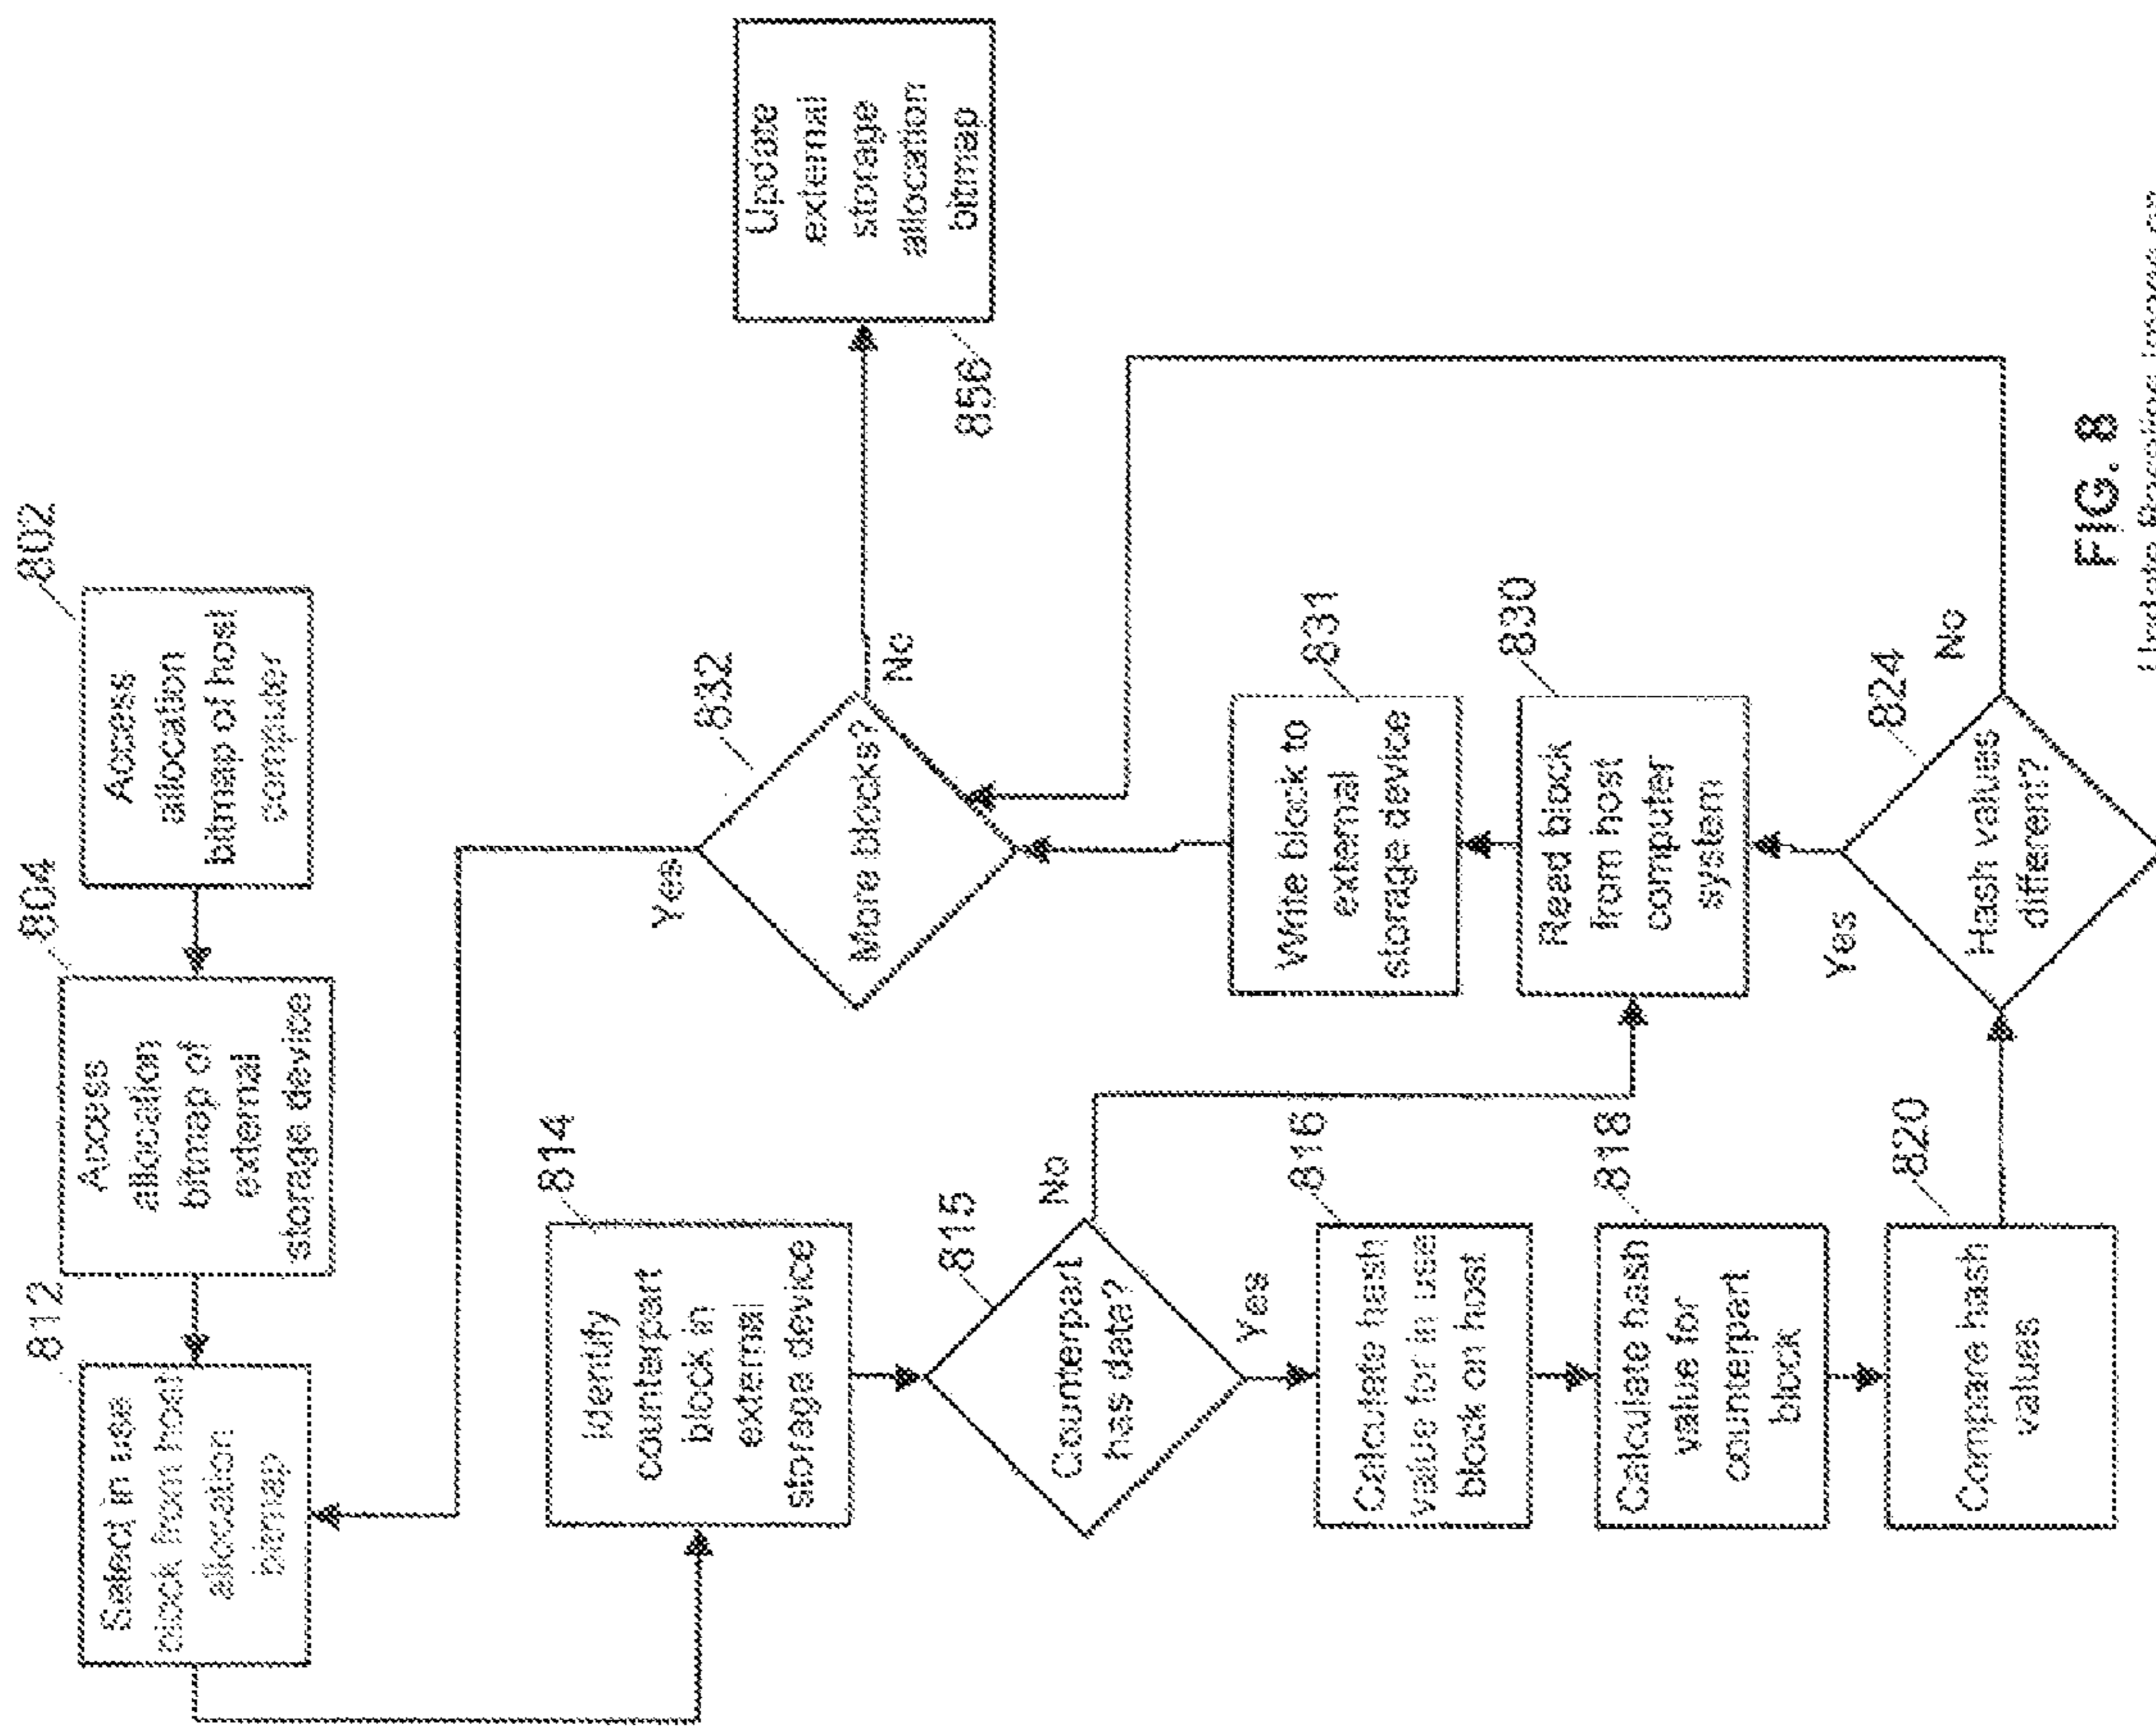 802
Access
allocation
bitmap of host
computer
804
Access
allocation
bitmap of
external
storage device
812
Select in use
block from host
allocation
bitmap
814
Identify
counterpart
block in
external
storage device
815
Counterpart
has data?
No
Yes
816
Calculate hash
value for in use
block on host
818
Calculate hash
value for
counterpart
block
820
Compare hash
values
824
Hash values
different?
Yes
No
830
Read block
from host
computer
system
831
Write block to
external
storage device
832
More blocks?
Yes
No
850
Update
external
storage
allocation
bitmap
FIG. 8
Update Baseline